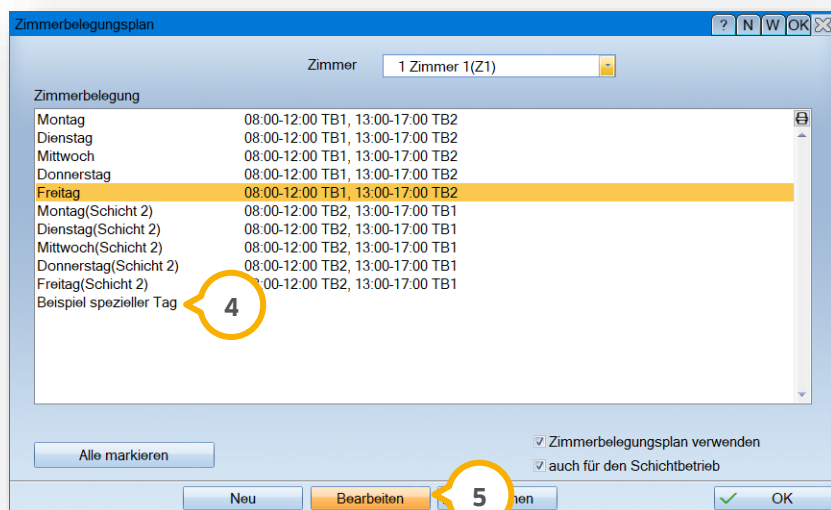 Zimmerbelegungsplan ? N W OK
Zimmer 1 Zimmer 1(Z1)
Zimmerbelegung
Montag 08:00-12:00 TB1, 13:00-17:00 TB2
Dienstag 08:00-12:00 TB1, 13:00-17:00 TB2
Mittwoch 08:00-12:00 TB1, 13:00-17:00 TB2
Donnerstag 08:00-12:00 TB1, 13:00-17:00 TB2
Freitag 08:00-12:00 TB1, 13:00-17:00 TB2
Montag(Schicht 2) 08:00-12:00 TB2, 13:00-17:00 TB1
Dienstag(Schicht 2) 08:00-12:00 TB2, 13:00-17:00 TB1
Mittwoch(Schicht 2) 08:00-12:00 TB2, 13:00-17:00 TB1
Donnerstag(Schicht 2) 08:00-12:00 TB2, 13:00-17:00 TB1
Freitag(Schicht 2) :00-12:00 TB2, 13:00-17:00 TB1
Beispiel spezieller Tag 4
Zimmerbelegungsplan verwenden
Alle markieren
auch für den Schichtbetrieb
Neu Bearbeiten 5 nen OK